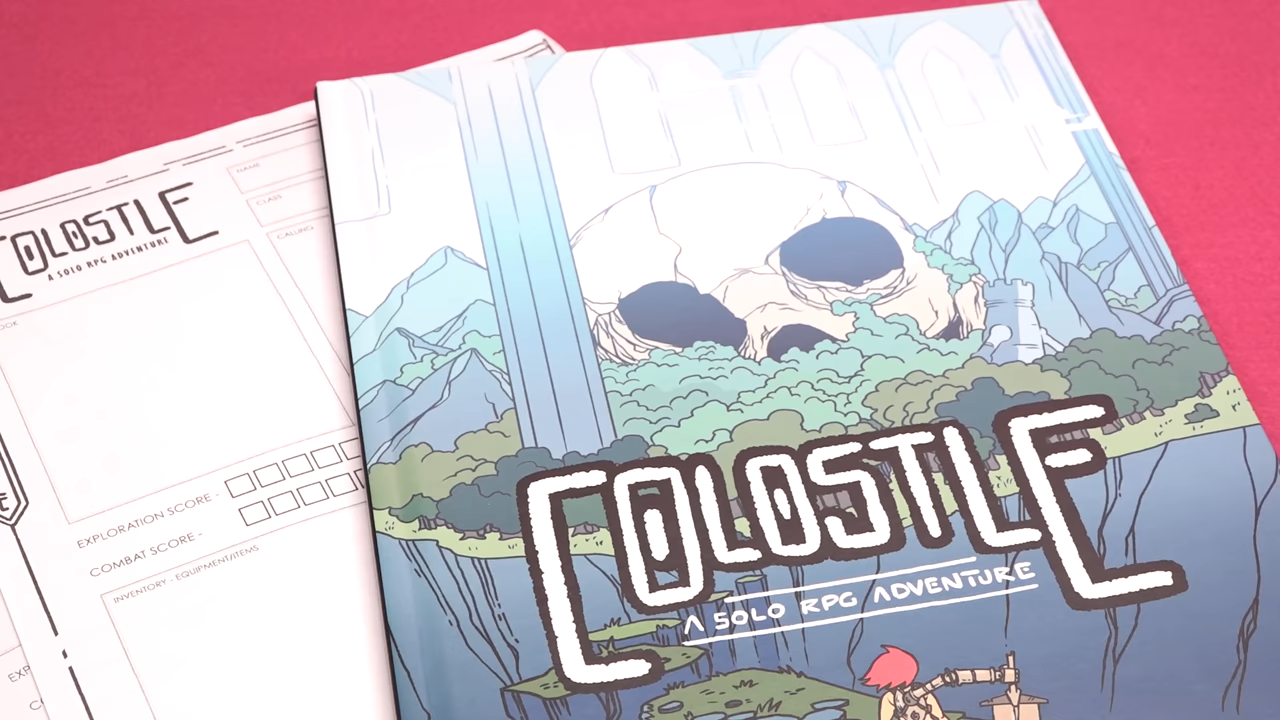 COLOSTLE
A SOLO RPG ADVENTURE
NAME
CLASS
CALLING
EXPLORATION SCORE -
COMBAT SCORE -
INVENTORY - EQUIPMENT/ITEMS
COLOSTLE
A SOLO RPG ADVENTURE